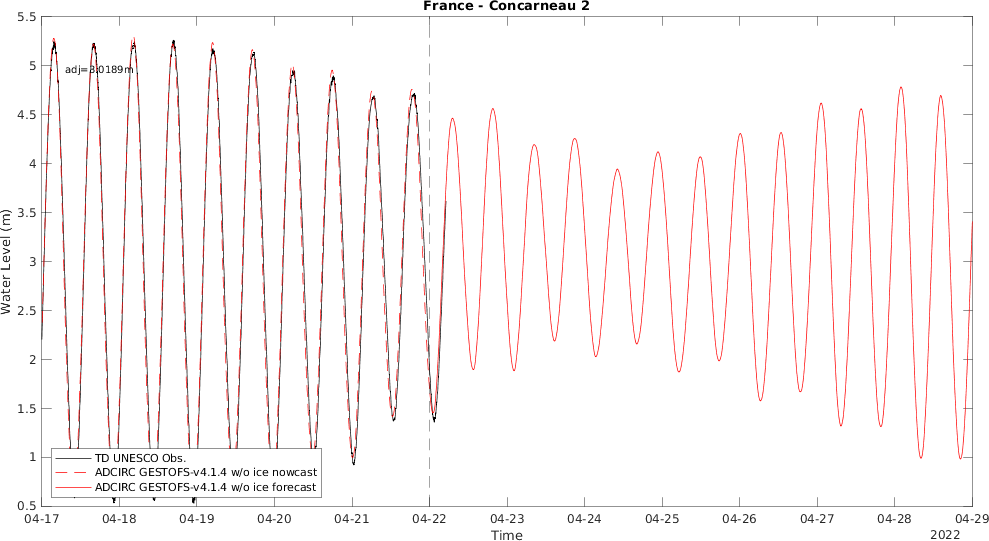 France - Concarneau 2
5.5
5
4.5
4
3.5
3
2.5
2
1.5
1
0.5
Water Level (m)
adj=3.0189m
TD UNESCO Obs.
ADCIRC GESTOFS-v4.1.4 w/o ice nowcast
ADCIRC GESTOFS-v4.1.4 w/o ice forecast
04-17 04-18 04-19 04-20 04-21 04-22 04-23 04-24 04-25 04-26 04-27 04-28 04-29
Time
2022